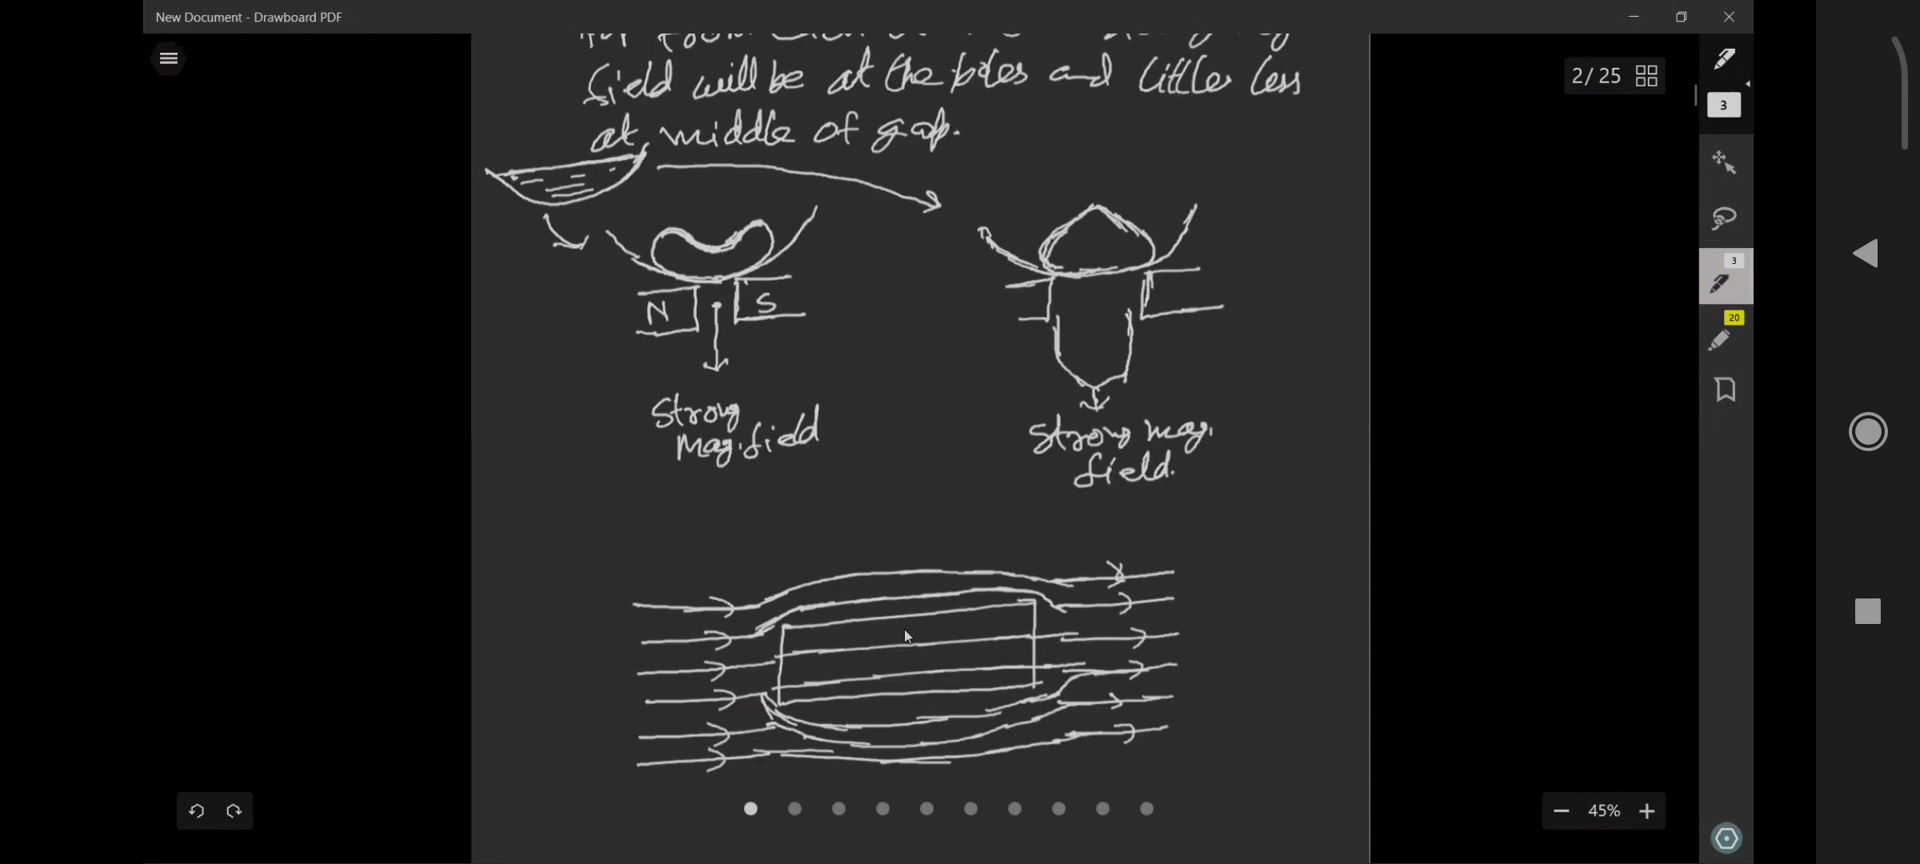 New Document - Drawboard PDF
2 / 25
3
field will be at the poles and little less
at middle of gap.
3
20
N
S
Strong
Mag. field
Strong mag.
field.
45%